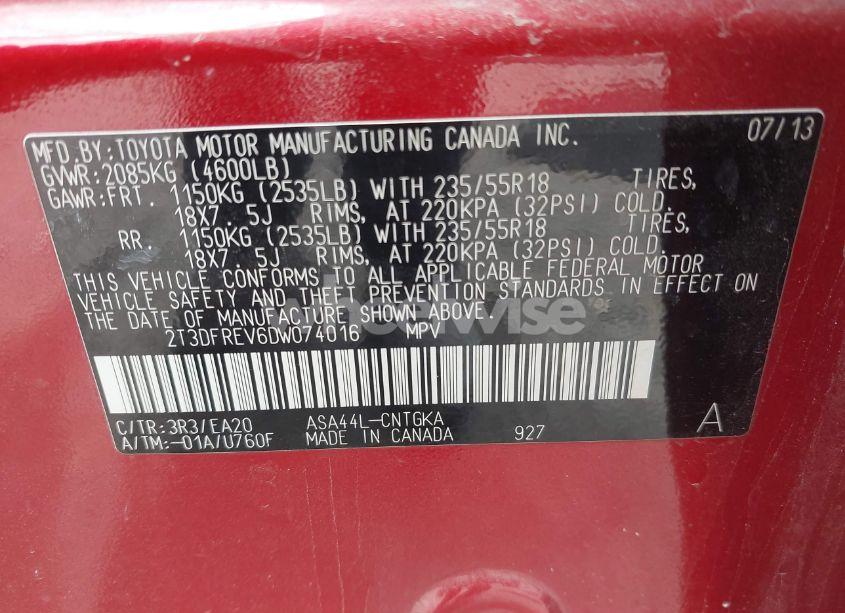 MFD.BY:TOYOTA MOTOR MANUFACTURING CANADA INC. 07/13
GVWR:2085KG (4600LB)
GAWR:FRT. 1150KG (2535LB) WITH 235/55R18 TIRES,
18X7 5J RIMS, AT 220KPA (32PSI) COLD.
RR. 1150KG (2535LB) WITH 235/55R18 TIRES,
18X7 5J RIMS, AT 220KPA (32PSI) COLD.
THIS VEHICLE CONFORMS TO ALL APPLICABLE FEDERAL MOTOR
VEHICLE SAFETY AND THEFT PREVENTION STANDARDS IN EFFECT ON
THE DATE OF MANUFACTURE SHOWN ABOVE.
2T3DFREV6DW074016 MPV
C/TR:3R3/EA20 ASA44L-CNTGKA A
A/TM:-01A/U760F MADE IN CANADA 927